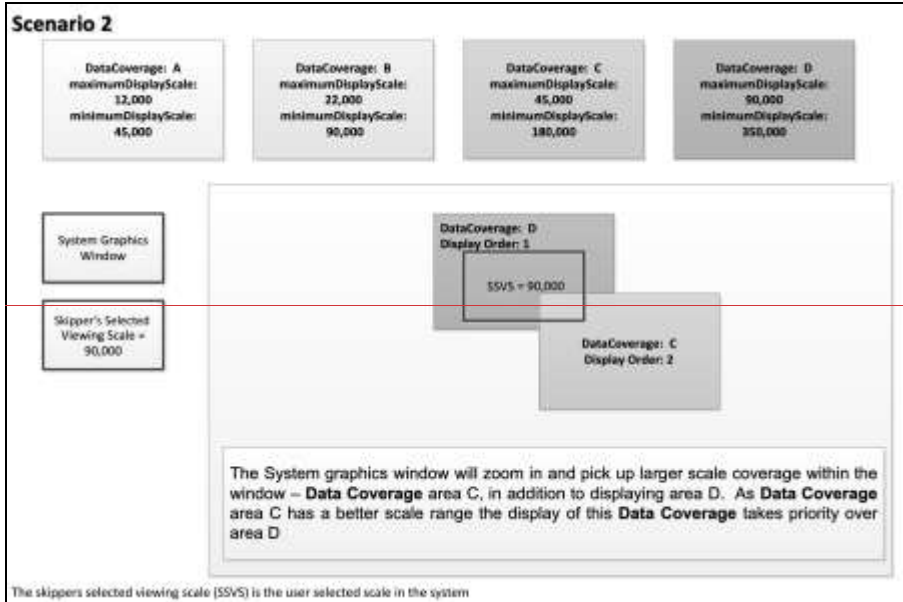 Scenario 2
DataCoverage: A
maximumDisplayScale:
12,000
minimumDisplayScale:
45,000
DataCoverage: B
maximumDisplayScale:
22,000
minimumDisplayScale:
90,000
DataCoverage: C
maximumDisplayScale:
45,000
minimumDisplayScale:
180,000
DataCoverage: D
maximumDisplayScale:
90,000
minimumDisplayScale:
350,000
System Graphics
Window
Skipper's Selected
Viewing Scale =
90,000
DataCoverage: D
Display Order: 1
SSVS = 90,000
DataCoverage: C
Display Order: 2
The System graphics window will zoom in and pick up larger scale coverage within the
window – Data Coverage area C, in addition to displaying area D. As Data Coverage
area C has a better scale range the display of this Data Coverage takes priority over
area D
The skippers selected viewing scale (SSVS) is the user selected scale in the system